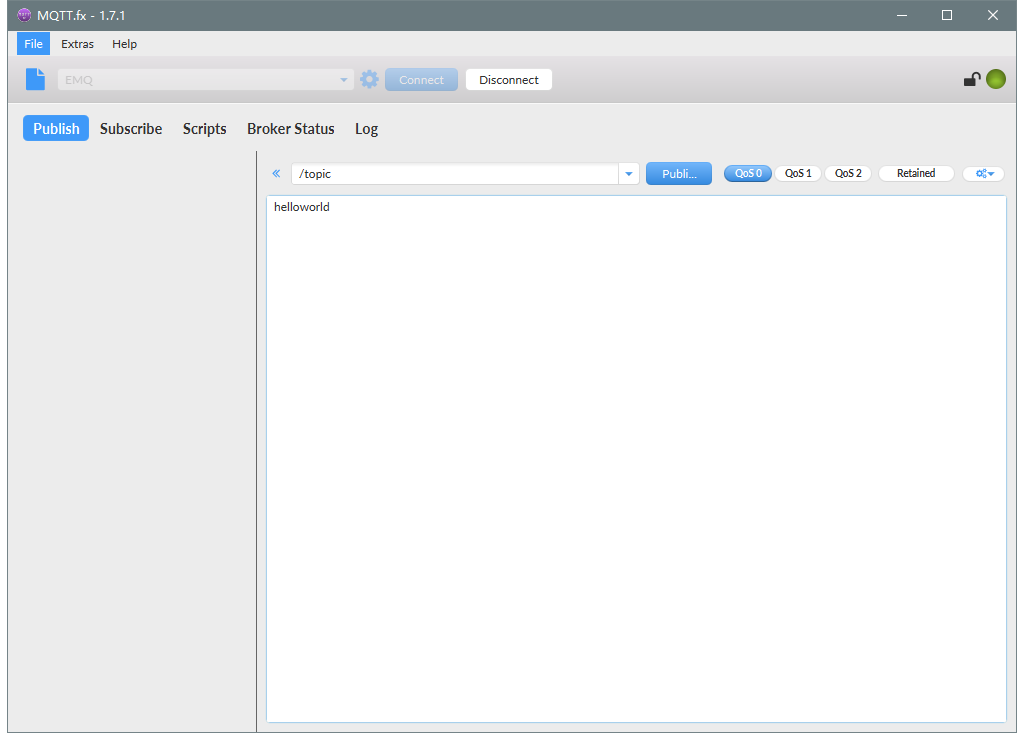 MQTT.fx - 1.7.1
File Extras Help
EMQ Connect Disconnect
Publish Subscribe Scripts Broker Status Log
/topic Publi... QoS 0 QoS 1 QoS 2 Retained
helloworld